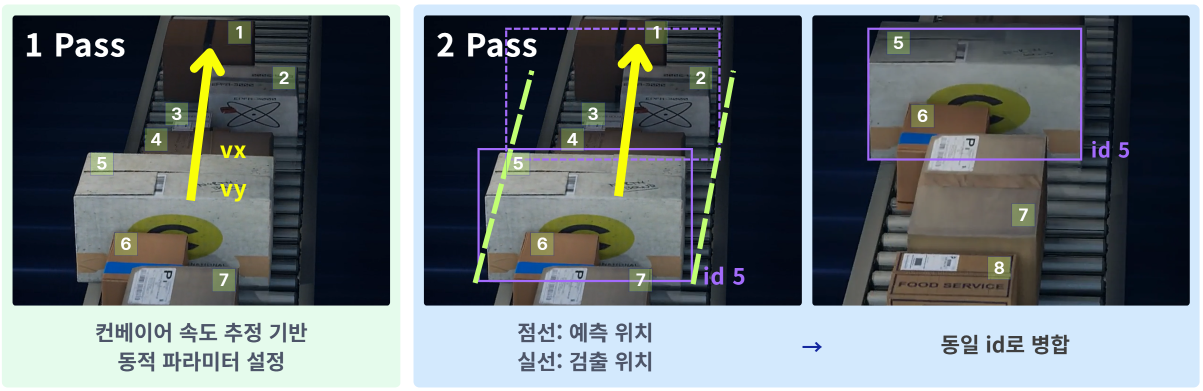 1 Pass
1
2
3
4
vx
5
vy
6
7
P
컨베이어 속도 추정 기반
동적 파라미터 설정
2 Pass
1
2
3
4
5
6
7
P
id 5
점선: 예측 위치
실선: 검출 위치
→
5
6
P
id 5
7
8
FOOD SERVICE
동일 id로 병합